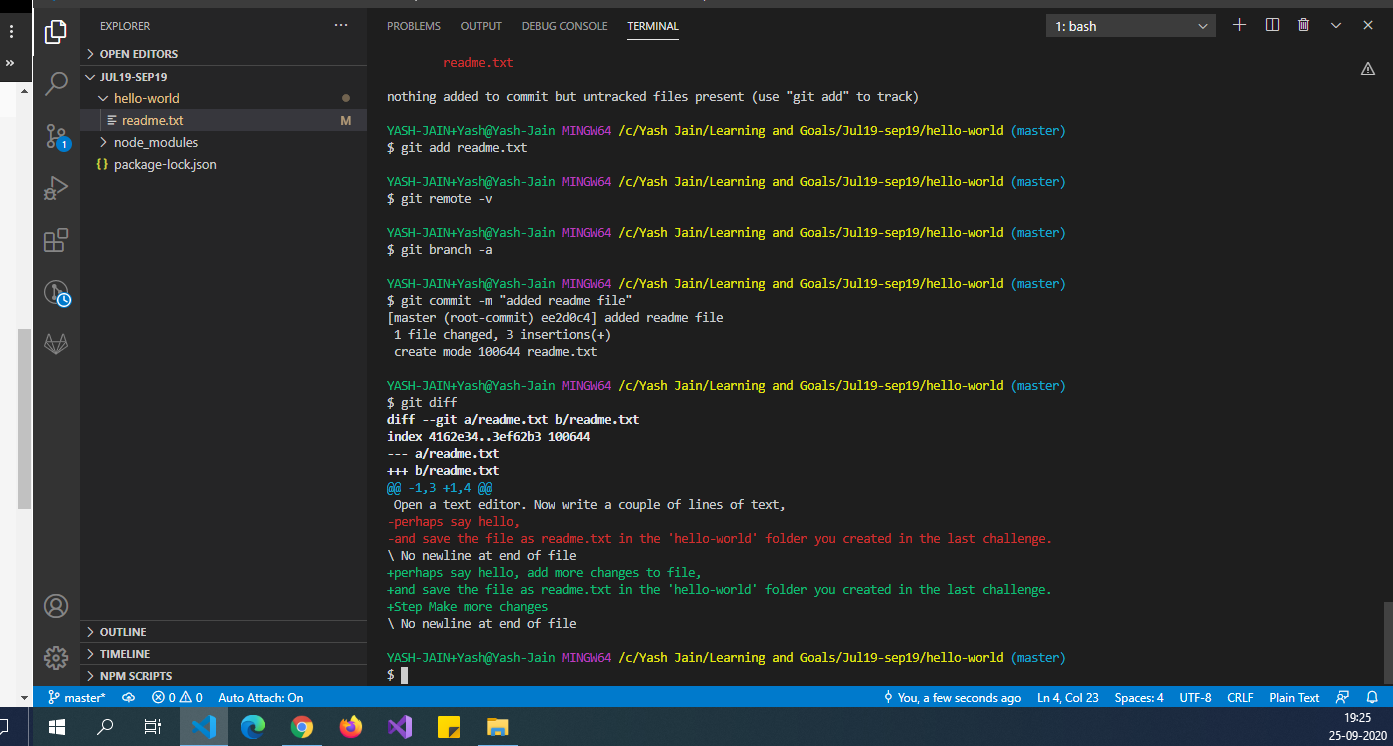 EXPLORER
OPEN EDITORS
JUL19-SEP19
hello-world
readme.txt M
node_modules
{} package-lock.json
1
OUTLINE
TIMELINE
NPM SCRIPTS
PROBLEMS OUTPUT DEBUG CONSOLE TERMINAL 1: bash
readme.txt
nothing added to commit but untracked files present (use "git add" to track)
YASH-JAIN+Yash@Yash-Jain MINGW64 /c/Yash Jain/Learning and Goals/Jul19-sep19/hello-world (master)
$ git add readme.txt
YASH-JAIN+Yash@Yash-Jain MINGW64 /c/Yash Jain/Learning and Goals/Jul19-sep19/hello-world (master)
$ git remote -v
YASH-JAIN+Yash@Yash-Jain MINGW64 /c/Yash Jain/Learning and Goals/Jul19-sep19/hello-world (master)
$ git branch -a
YASH-JAIN+Yash@Yash-Jain MINGW64 /c/Yash Jain/Learning and Goals/Jul19-sep19/hello-world (master)
$ git commit -m "added readme file"
[master (root-commit) ee2d0c4] added readme file
1 file changed, 3 insertions(+)
create mode 100644 readme.txt
YASH-JAIN+Yash@Yash-Jain MINGW64 /c/Yash Jain/Learning and Goals/Jul19-sep19/hello-world (master)
$ git diff
diff --git a/readme.txt b/readme.txt
index 4162e34..3ef62b3 100644
--- a/readme.txt
+++ b/readme.txt
@@ -1,3 +1,4 @@
Open a text editor. Now write a couple of lines of text,
-perhaps say hello,
-and save the file as readme.txt in the 'hello-world' folder you created in the last challenge.
\ No newline at end of file
+perhaps say hello, add more changes to file,
+and save the file as readme.txt in the 'hello-world' folder you created in the last challenge.
+Step Make more changes
\ No newline at end of file
YASH-JAIN+Yash@Yash-Jain MINGW64 /c/Yash Jain/Learning and Goals/Jul19-sep19/hello-world (master)
$
master* 0 0 Auto Attach: On You, a few seconds ago Ln 4, Col 23 Spaces: 4 UTF-8 CRLF Plain Text
19:25
25-09-2020